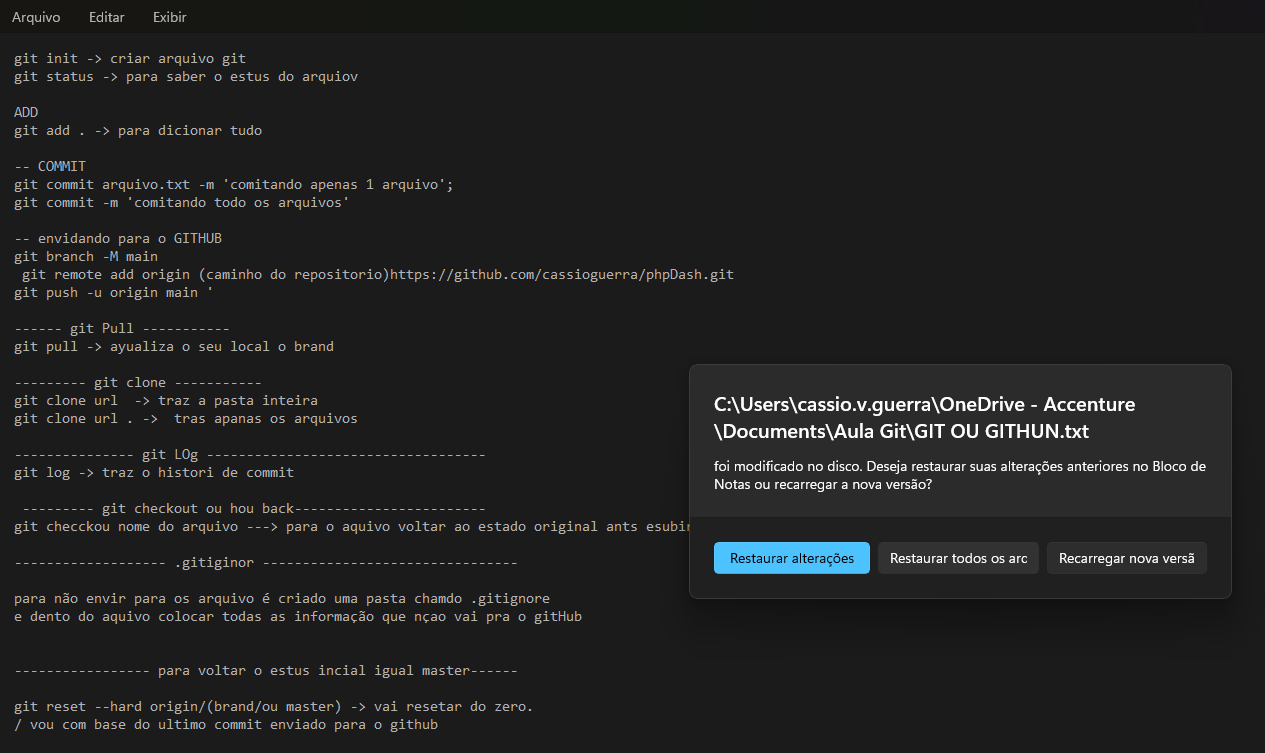 Arquivo Editar Exibir
git init -> criar arquivo git
git status -> para saber o estus do arquiov
ADD
git add . -> para dicionar tudo
-- COMMIT
git commit arquivo.txt -m 'comitando apenas 1 arquivo';
git commit -m 'comitando todo os arquivos'
-- envidando para o GITHUB
git branch -M main
git remote add origin (caminho do repositorio)https://github.com/cassioguerra/phpDash.git
git push -u origin main '
------ git Pull -----------
git pull -> ayualiza o seu local o brand
--------- git clone -----------
git clone url  -> traz a pasta inteira
git clone url . ->  tras apanas os arquivos
--------------- git LOg -----------------------------------
git log -> traz o histori de commit
--------- git checkout ou hou back------------------------
git checckou nome do arquivo ---> para o aquivo voltar ao estado original ants esubir
------------------- .gitiginor --------------------------------
para não envir para os arquivo é criado uma pasta chamdo .gitignore
e dento do aquivo colocar todas as informação que nçao vai pra o gitHub
----------------- para voltar o estus incial igual master------
git reset --hard origin/(brand/ou master) -> vai resetar do zero.
/ vou com base do ultimo commit enviado para o github
C:\Users\cassio.v.guerra\OneDrive - Accenture
\Documents\Aula Git\GIT OU GITHUN.txt
foi modificado no disco. Deseja restaurar suas alterações anteriores no Bloco de
Notas ou recarregar a nova versão?
Restaurar alterações Restaurar todos os arc Recarregar nova versã